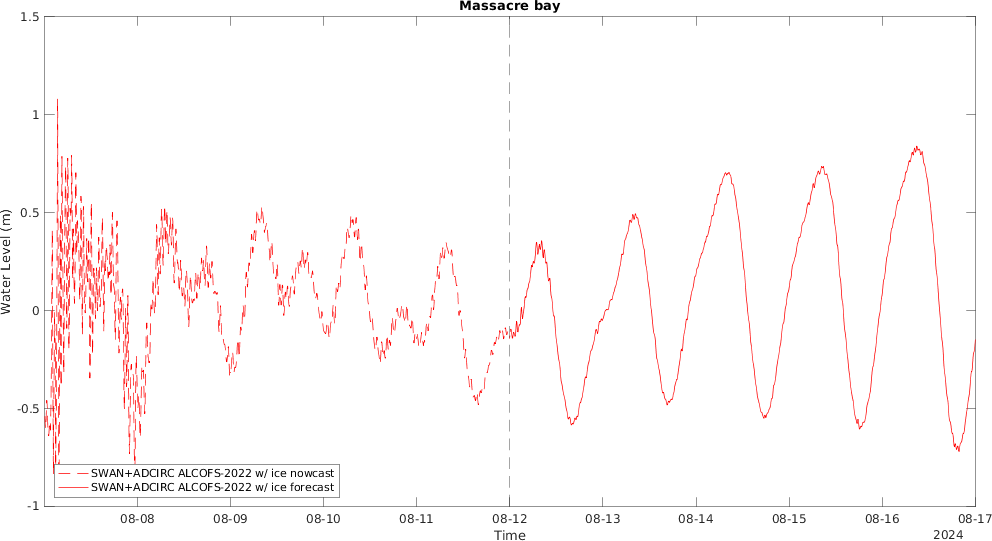 Massacre bay
1.5
1
0.5
0
-0.5
-1
Water Level (m)
SWAN+ADCIRC ALCOFS-2022 w/ ice nowcast
SWAN+ADCIRC ALCOFS-2022 w/ ice forecast
08-08 08-09 08-10 08-11 08-12 08-13 08-14 08-15 08-16 08-17
Time
2024